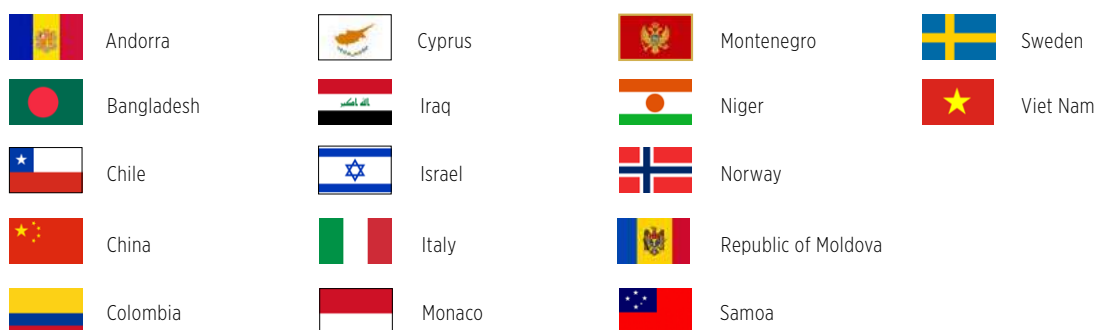 Andorra
Bangladesh
Chile
China
Colombia
Cyprus
Iraq
Israel
Italy
Monaco
Montenegro
Niger
Norway
Republic of Moldova
Samoa
Sweden
Viet Nam